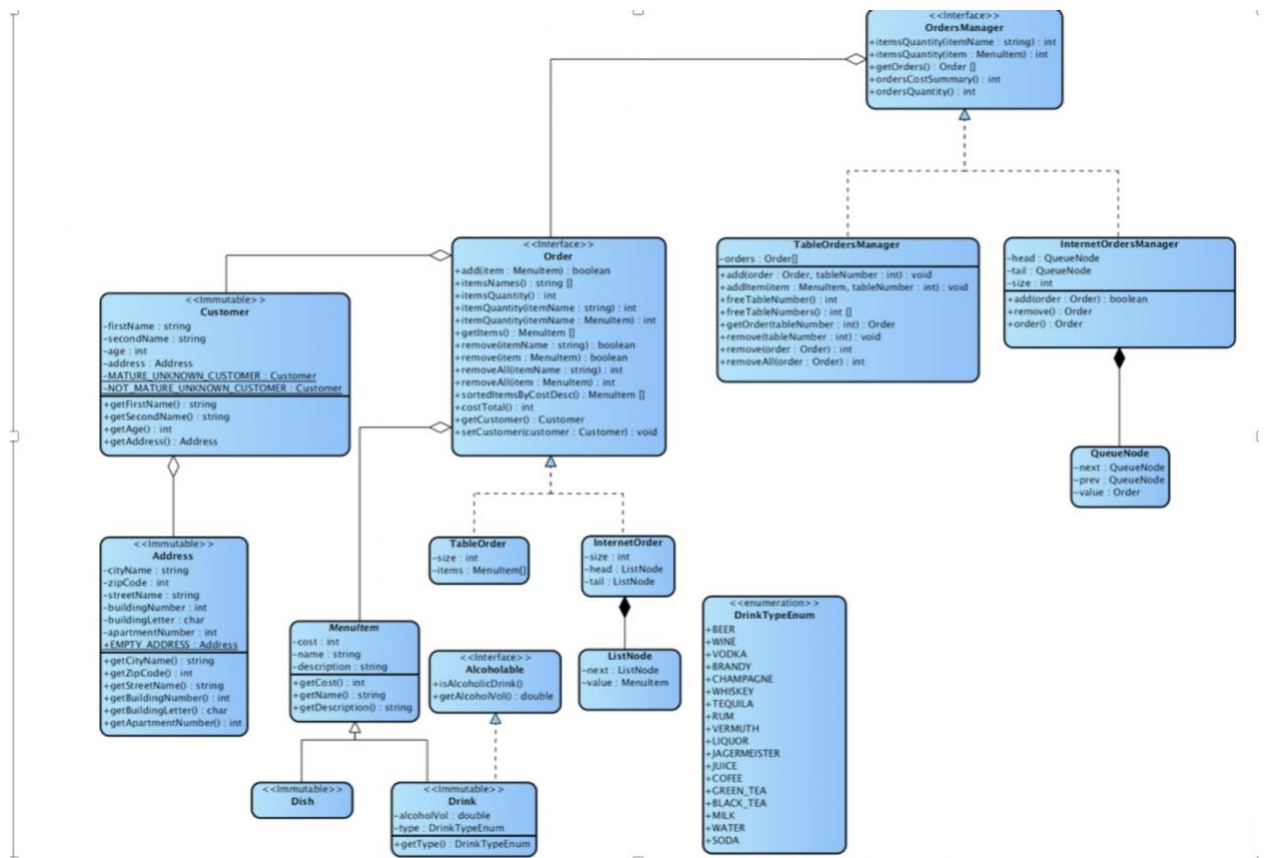 <<Interface>>
OrdersManager
+itemsQuantity(itemName : string) : int
+itemsQuantity(item : MenuItem) : int
+getOrders() : Order []
+ordersCostSummary() : int
+ordersQuantity() : int
<<Interface>>
Order
+add(item : MenuItem) : boolean
+itemsNames() : string []
+itemsQuantity() : int
+itemQuantity(itemName : string) : int
+itemQuantity(itemName : MenuItem) : int
+getItems() : MenuItem []
+remove(itemName : string) : boolean
+remove(item : MenuItem) : boolean
+removeAll(itemName : string) : int
+removeAll(item : MenuItem) : int
+sortedItemsByCostDesc() : MenuItem []
+costTotal() : int
+getCustomer() : Customer
+setCustomer(customer : Customer) : void
TableOrdersManager
-orders : Order[]
+add(order : Order, tableNumber : int) : void
+addItem(item : MenuItem, tableNumber : int) : void
+freeTableNumber() : int
+freeTableNumbers() : int []
+getOrder(tableNumber : int) : Order
+remove(tableNumber : int) : void
+remove(order : Order) : int
+removeAll(order : Order) : int
InternetOrdersManager
-head : QueueNode
-tail : QueueNode
-size : int
+add(order : Order) : boolean
+remove() : Order
+order() : Order
<<Immutable>>
Customer
-firstName : string
-secondName : string
-age : int
-address : Address
-MATURE_UNKNOWN_CUSTOMER : Customer
-NOT_MATURE_UNKNOWN_CUSTOMER : Customer
+getFirstName() : string
+getSecondName() : string
+getAge() : int
+getAddress() : Address
QueueNode
-next : QueueNode
-prev : QueueNode
-value : Order
<<Immutable>>
Address
-cityName : string
-zipCode : int
-streetName : string
-buildingNumber : int
-buildingLetter : char
-apartmentNumber : int
+EMPTY_ADDRESS : Address
+getCityName() : string
+getZipCode() : int
+getStreetName() : string
+getBuildingNumber() : int
+getBuildingLetter() : char
+getApartmentNumber() : int
TableOrder
-size : int
-items : MenuItem[]
InternetOrder
-size : int
-head : ListNode
-tail : ListNode
MenuItem
-cost : int
-name : string
-description : string
+getCost() : int
+getName() : string
+getDescription() : string
<<Interface>>
Alcoholable
+isAlcoholicDrink()
+getAlcoholVol() : double
ListNode
-next : ListNode
-value : MenuItem
<<enumeration>>
DrinkTypeEnum
+BEER
+WINE
+VODKA
+BRANDY
+CHAMPAGNE
+WHISKEY
+TEQUILA
+RUM
+VERMUTH
+LIQUOR
+JAGERMEISTER
+JUICE
+COFEE
+GREEN_TEA
+BLACK_TEA
+MILK
+WATER
+SODA
<<Immutable>>
Dish
<<Immutable>>
Drink
-alcoholVol : double
-type : DrinkTypeEnum
+getType() : DrinkTypeEnum